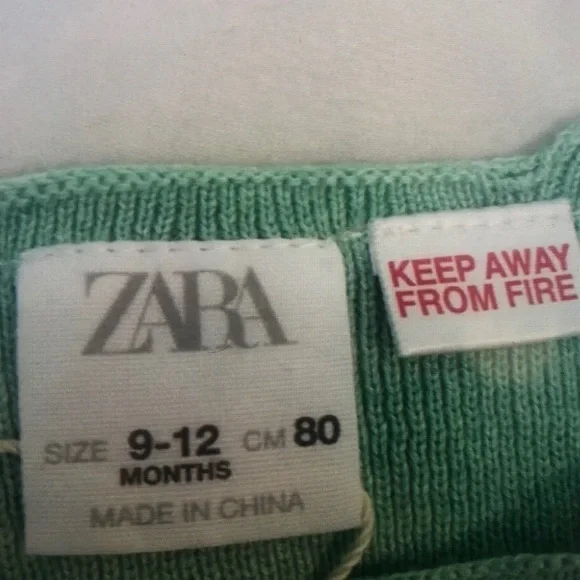 ZARA
SIZE 9-12 CM 80
MONTHS
MADE IN CHINA
KEEP AWAY
FROM FIRE